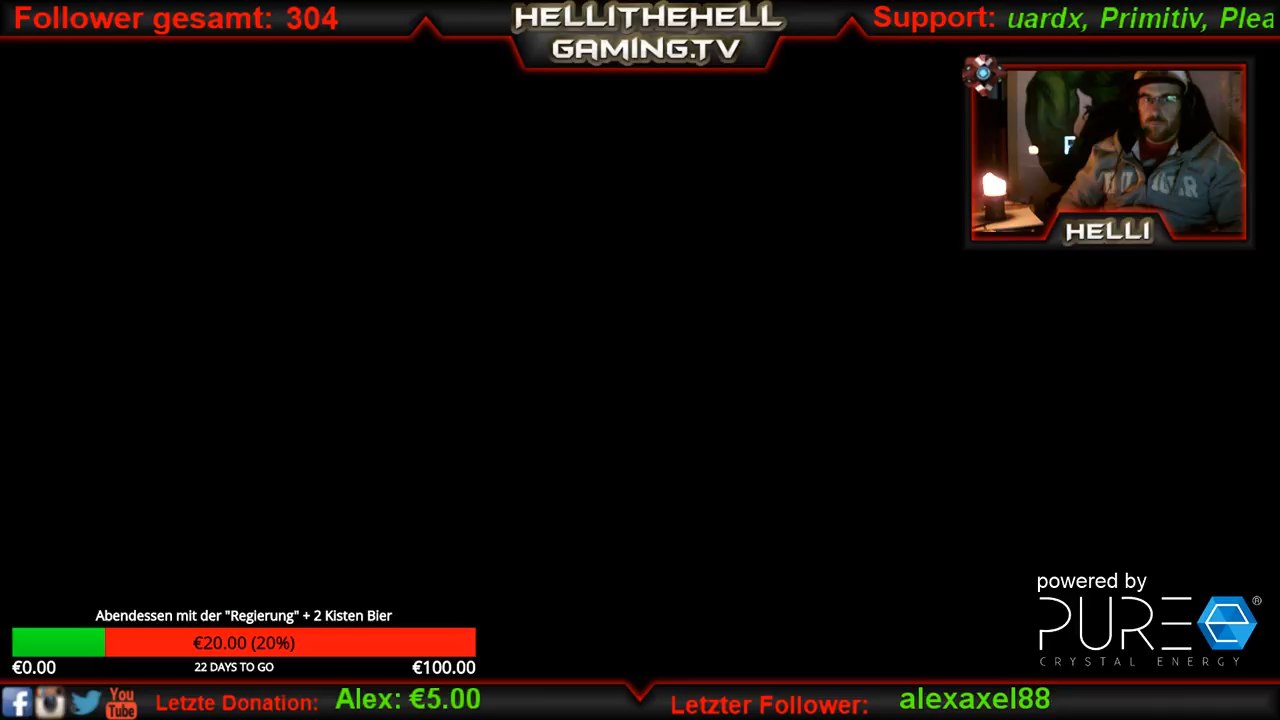 Follower gesamt: 304
HELLITHEHELL
GAMING.TV
Support: uardx, Primitiv, Plea
HELLI
powered by
PURE e ®
CRYSTAL ENERGY
Abendessen mit der "Regierung" + 2 Kisten Bier
€20.00 (20%)
€0.00 22 DAYS TO GO €100.00
You
Tube
Letzte Donation: Alex: €5.00
Letzter Follower: alexaxel88